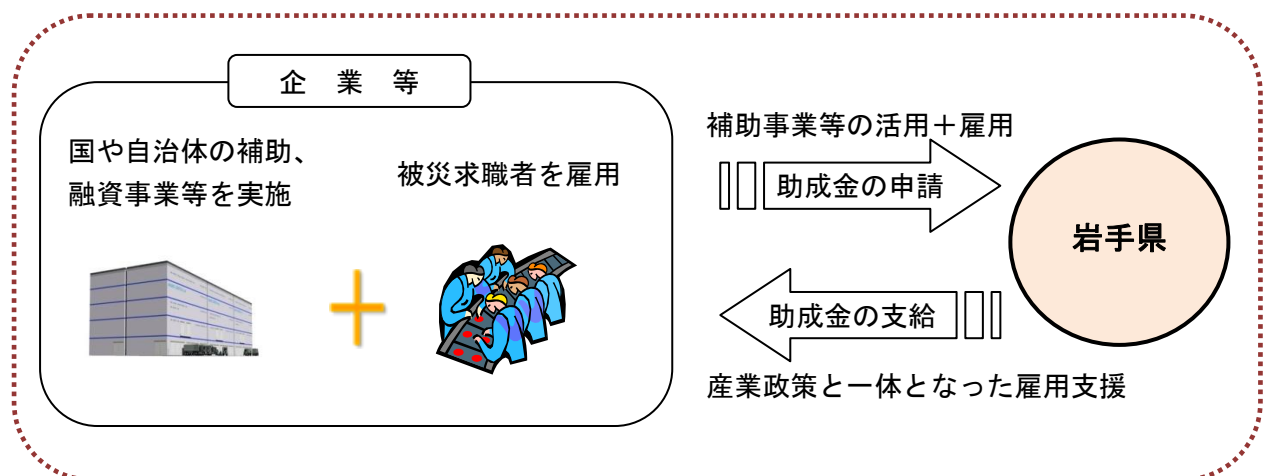 企 業 等
国や自治体の補助、
融資事業等を実施
被災求職者を雇用
補助事業等の活用＋雇用
助成金の申請
岩手県
助成金の支給
産業政策と一体となった雇用支援